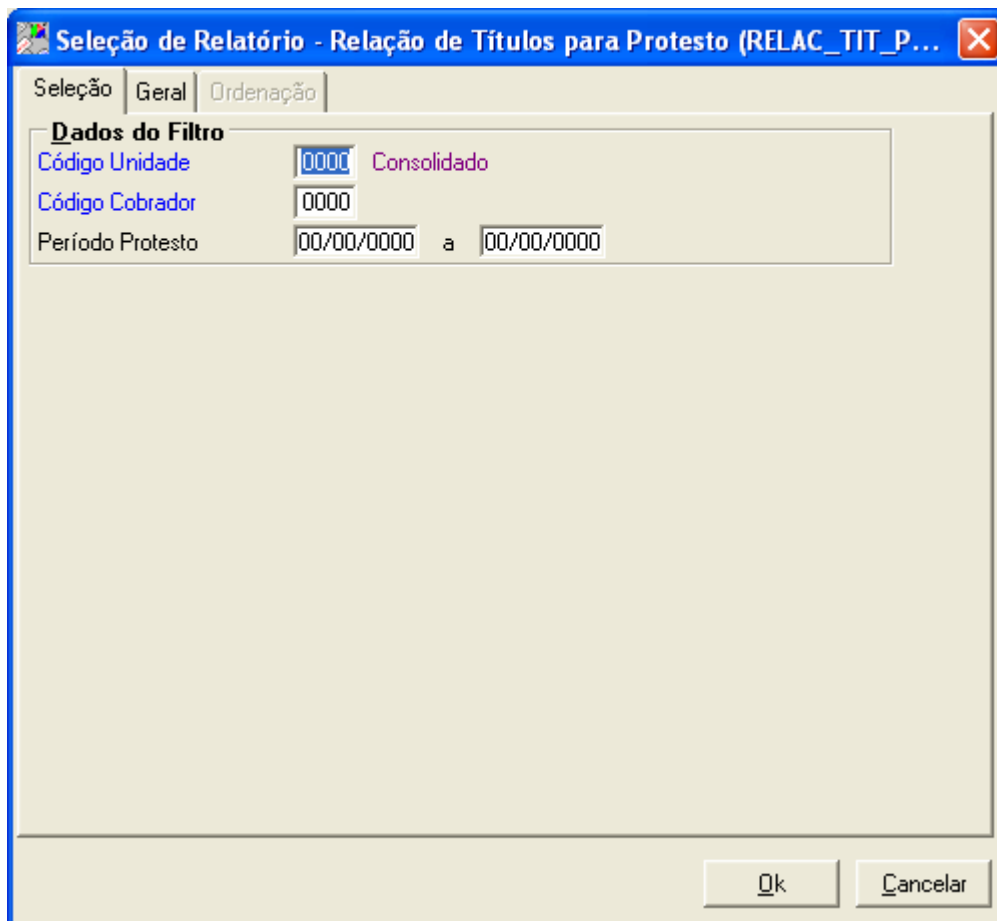 Seleção de Relatório - Relação de Títulos para Protesto (RELAC_TIT_P...
Seleção Geral Ordenação
Dados do Filtro
Código Unidade 0000 Consolidado
Código Cobrador 0000
Período Protesto 00/00/0000 a 00/00/0000
Ok Cancelar